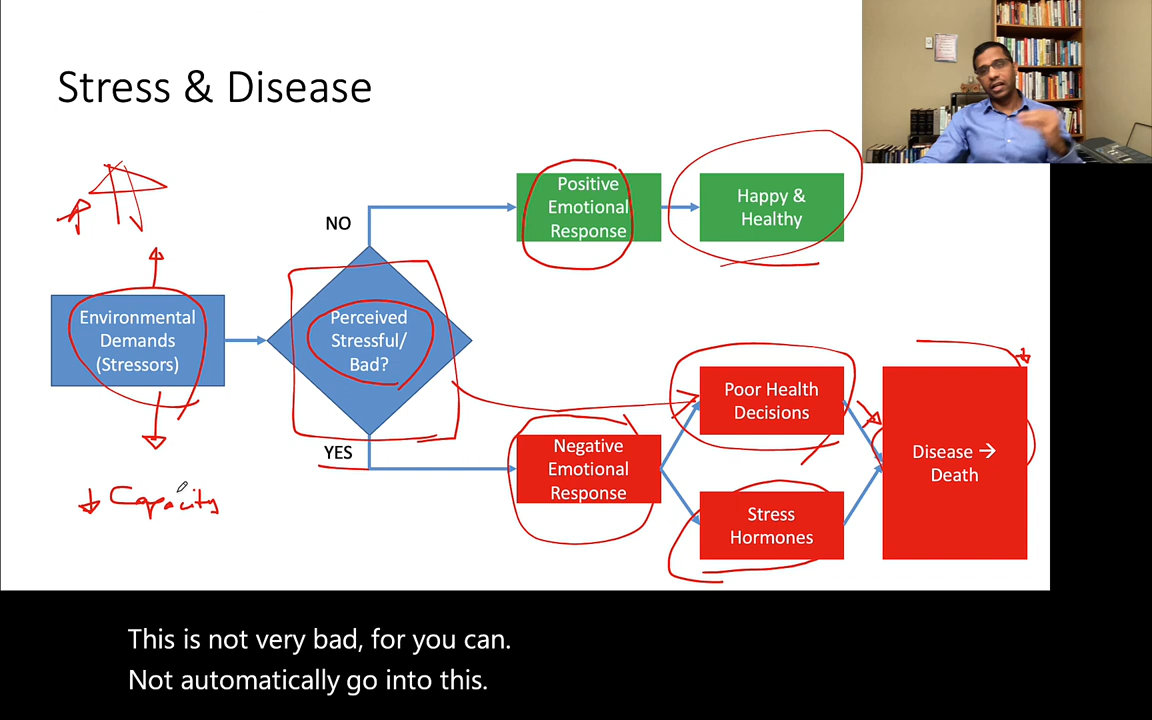 Stress & Disease
NO
Positive
Emotional
Response
Happy &
Healthy
Environmental
Demands
(Stressors)
Perceived
Stressful/
Bad?
YES
Negative
Emotional
Response
Poor Health
Decisions
Stress
Hormones
Disease →
Death
↓ Capacity
This is not very bad, for you can.
Not automatically go into this.